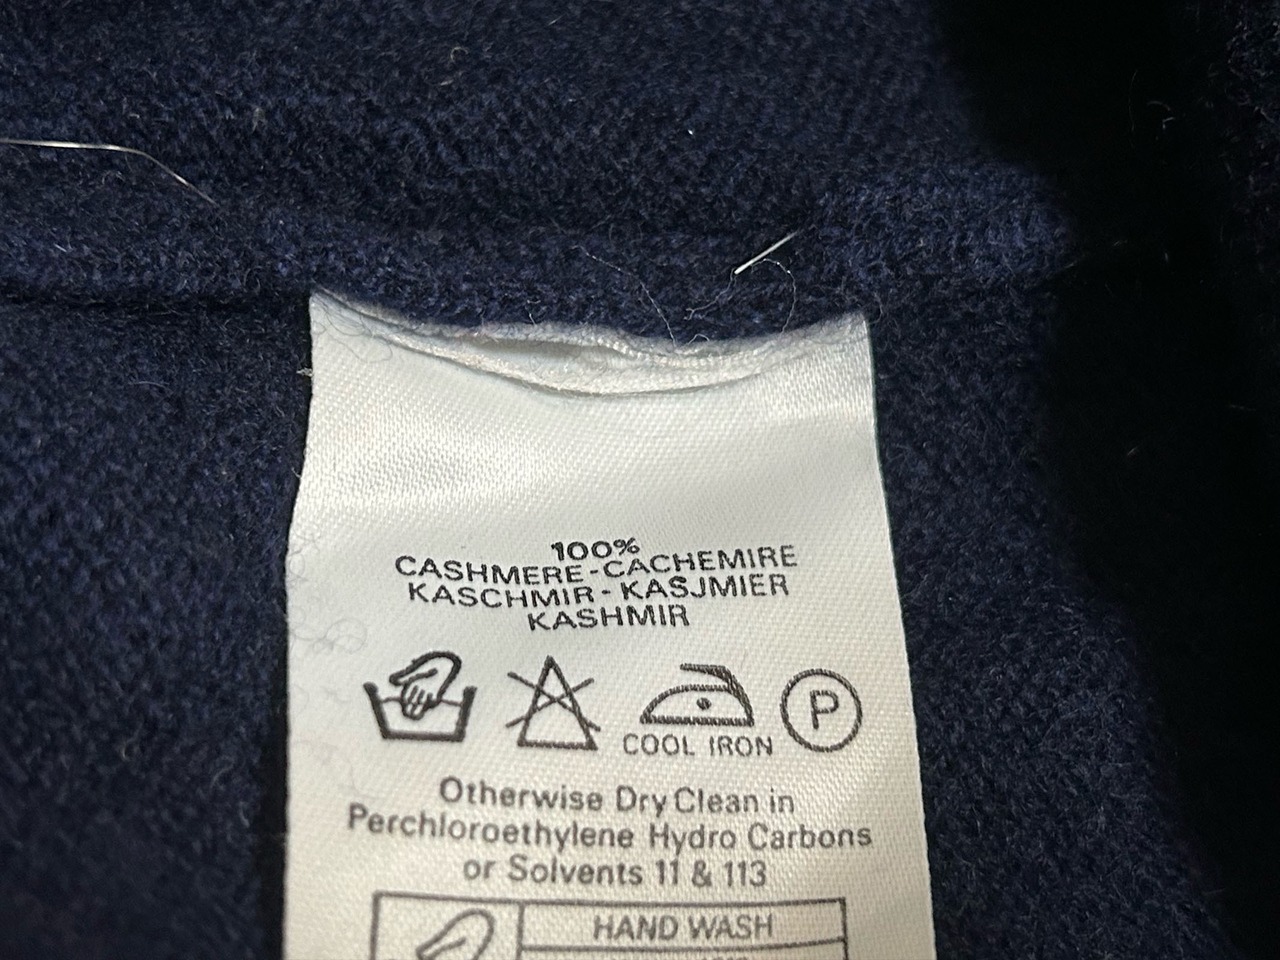 100%
CASHMERE-CACHEMIRE
KASCHMIR - KASJMIER
KASHMIR
P
COOL IRON
Otherwise Dry Clean in
Perchloroethylene Hydro Carbons
or Solvents 11 & 113
HAND WASH